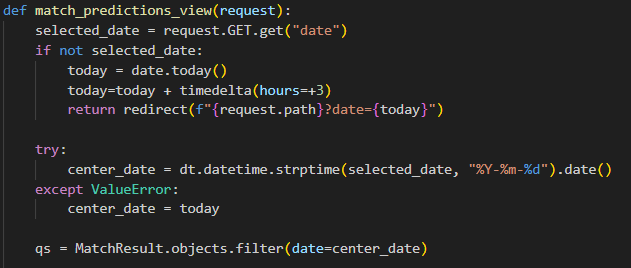 def match_predictions_view(request):
    selected_date = request.GET.get("date")
    if not selected_date:
        today = date.today()
        today=today + timedelta(hours=+3)
        return redirect(f"{request.path}?date={today}")

    try:
        center_date = dt.datetime.strptime(selected_date, "%Y-%m-%d").date()
    except ValueError:
        center_date = today

    qs = MatchResult.objects.filter(date=center_date)